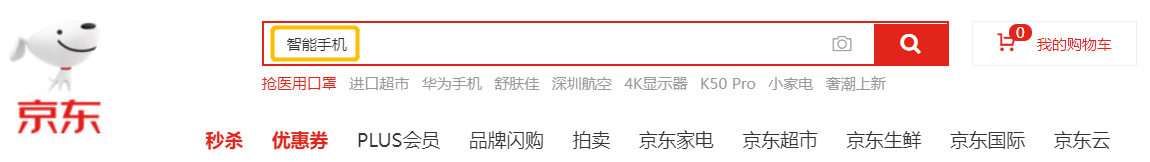 智能手机
0 我的购物车
抢医用口罩 进口超市 华为手机 舒肤佳 深圳航空 4K显示器 K50 Pro 小家电 奢潮上新
京东
秒杀 优惠券 PLUS会员 品牌闪购 拍卖 京东家电 京东超市 京东生鲜 京东国际 京东云